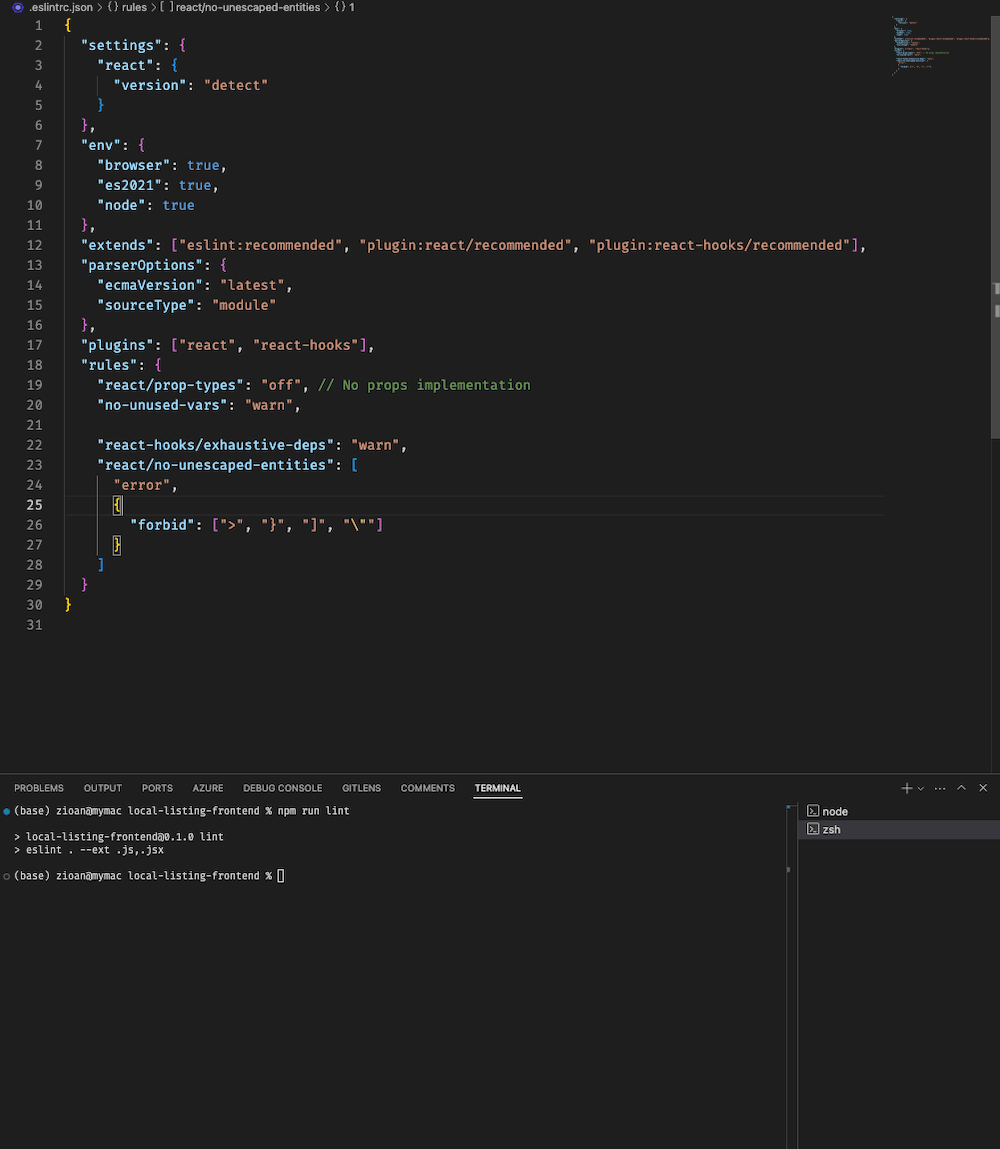 .eslintrc.json > {} rules > [ ] react/no-unescaped-entities > {} 1
1 {
2 "settings": {
3 "react": {
4 "version": "detect"
5 }
6 },
7 "env": {
8 "browser": true,
9 "es2021": true,
10 "node": true
11 },
12 "extends": ["eslint:recommended", "plugin:react/recommended", "plugin:react-hooks/recommended"],
13 "parserOptions": {
14 "ecmaVersion": "latest",
15 "sourceType": "module"
16 },
17 "plugins": ["react", "react-hooks"],
18 "rules": {
19 "react/prop-types": "off", // No props implementation
20 "no-unused-vars": "warn",
21
22 "react-hooks/exhaustive-deps": "warn",
23 "react/no-unescaped-entities": [
24 "error",
25 {
26 "forbid": [">", "}", "]", "\""]
27 }
28 ]
29 }
30 }
31
PROBLEMS OUTPUT PORTS AZURE DEBUG CONSOLE GITLENS COMMENTS TERMINAL
(base) zioan@mymac local-listing-frontend % npm run lint
> local-listing-frontend@0.1.0 lint
> eslint . --ext .js,.jsx
(base) zioan@mymac local-listing-frontend %
node
zsh